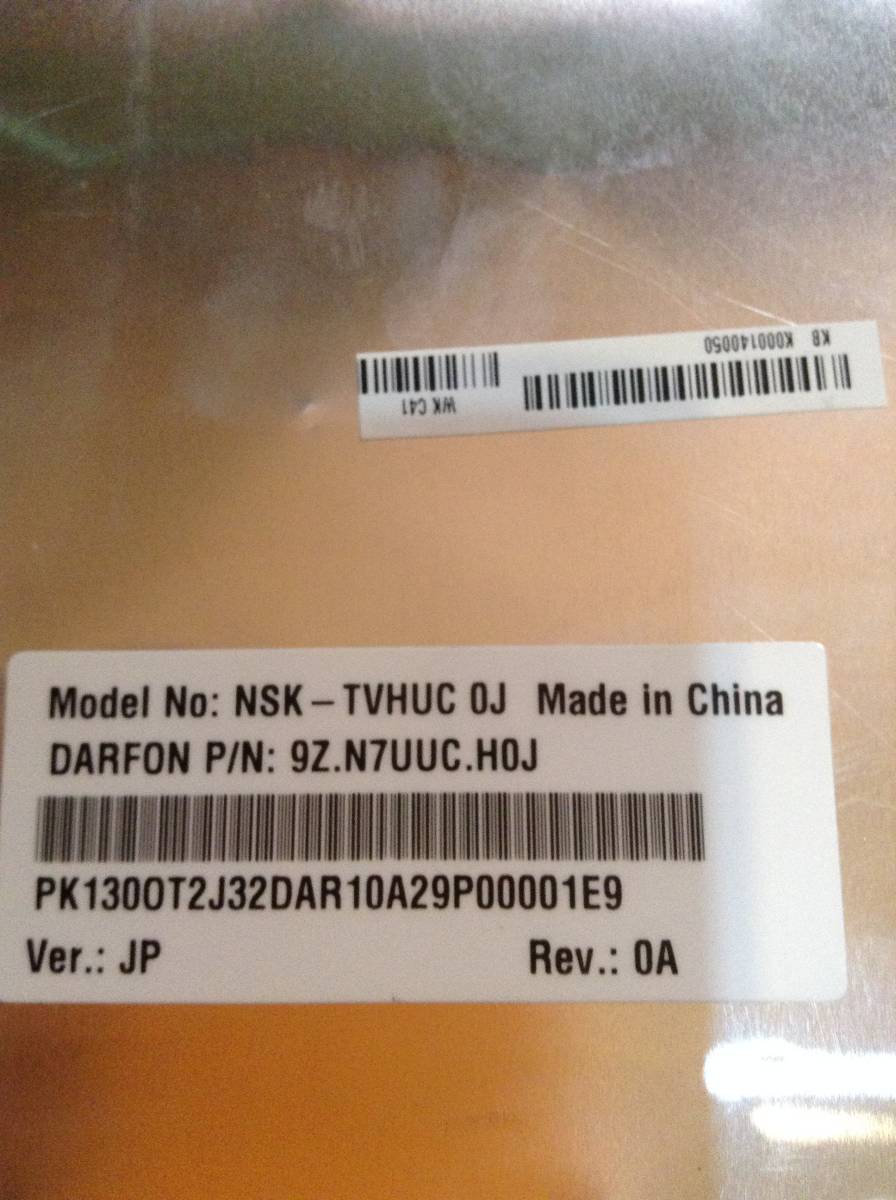 KB K000140050
WK C41
Model No: NSK-TVHUC 0J Made in China
DARFON P/N: 9Z.N7UUC.H0J
PK130OT2J32DAR10A29P00001E9
Ver.: JP Rev.: 0A